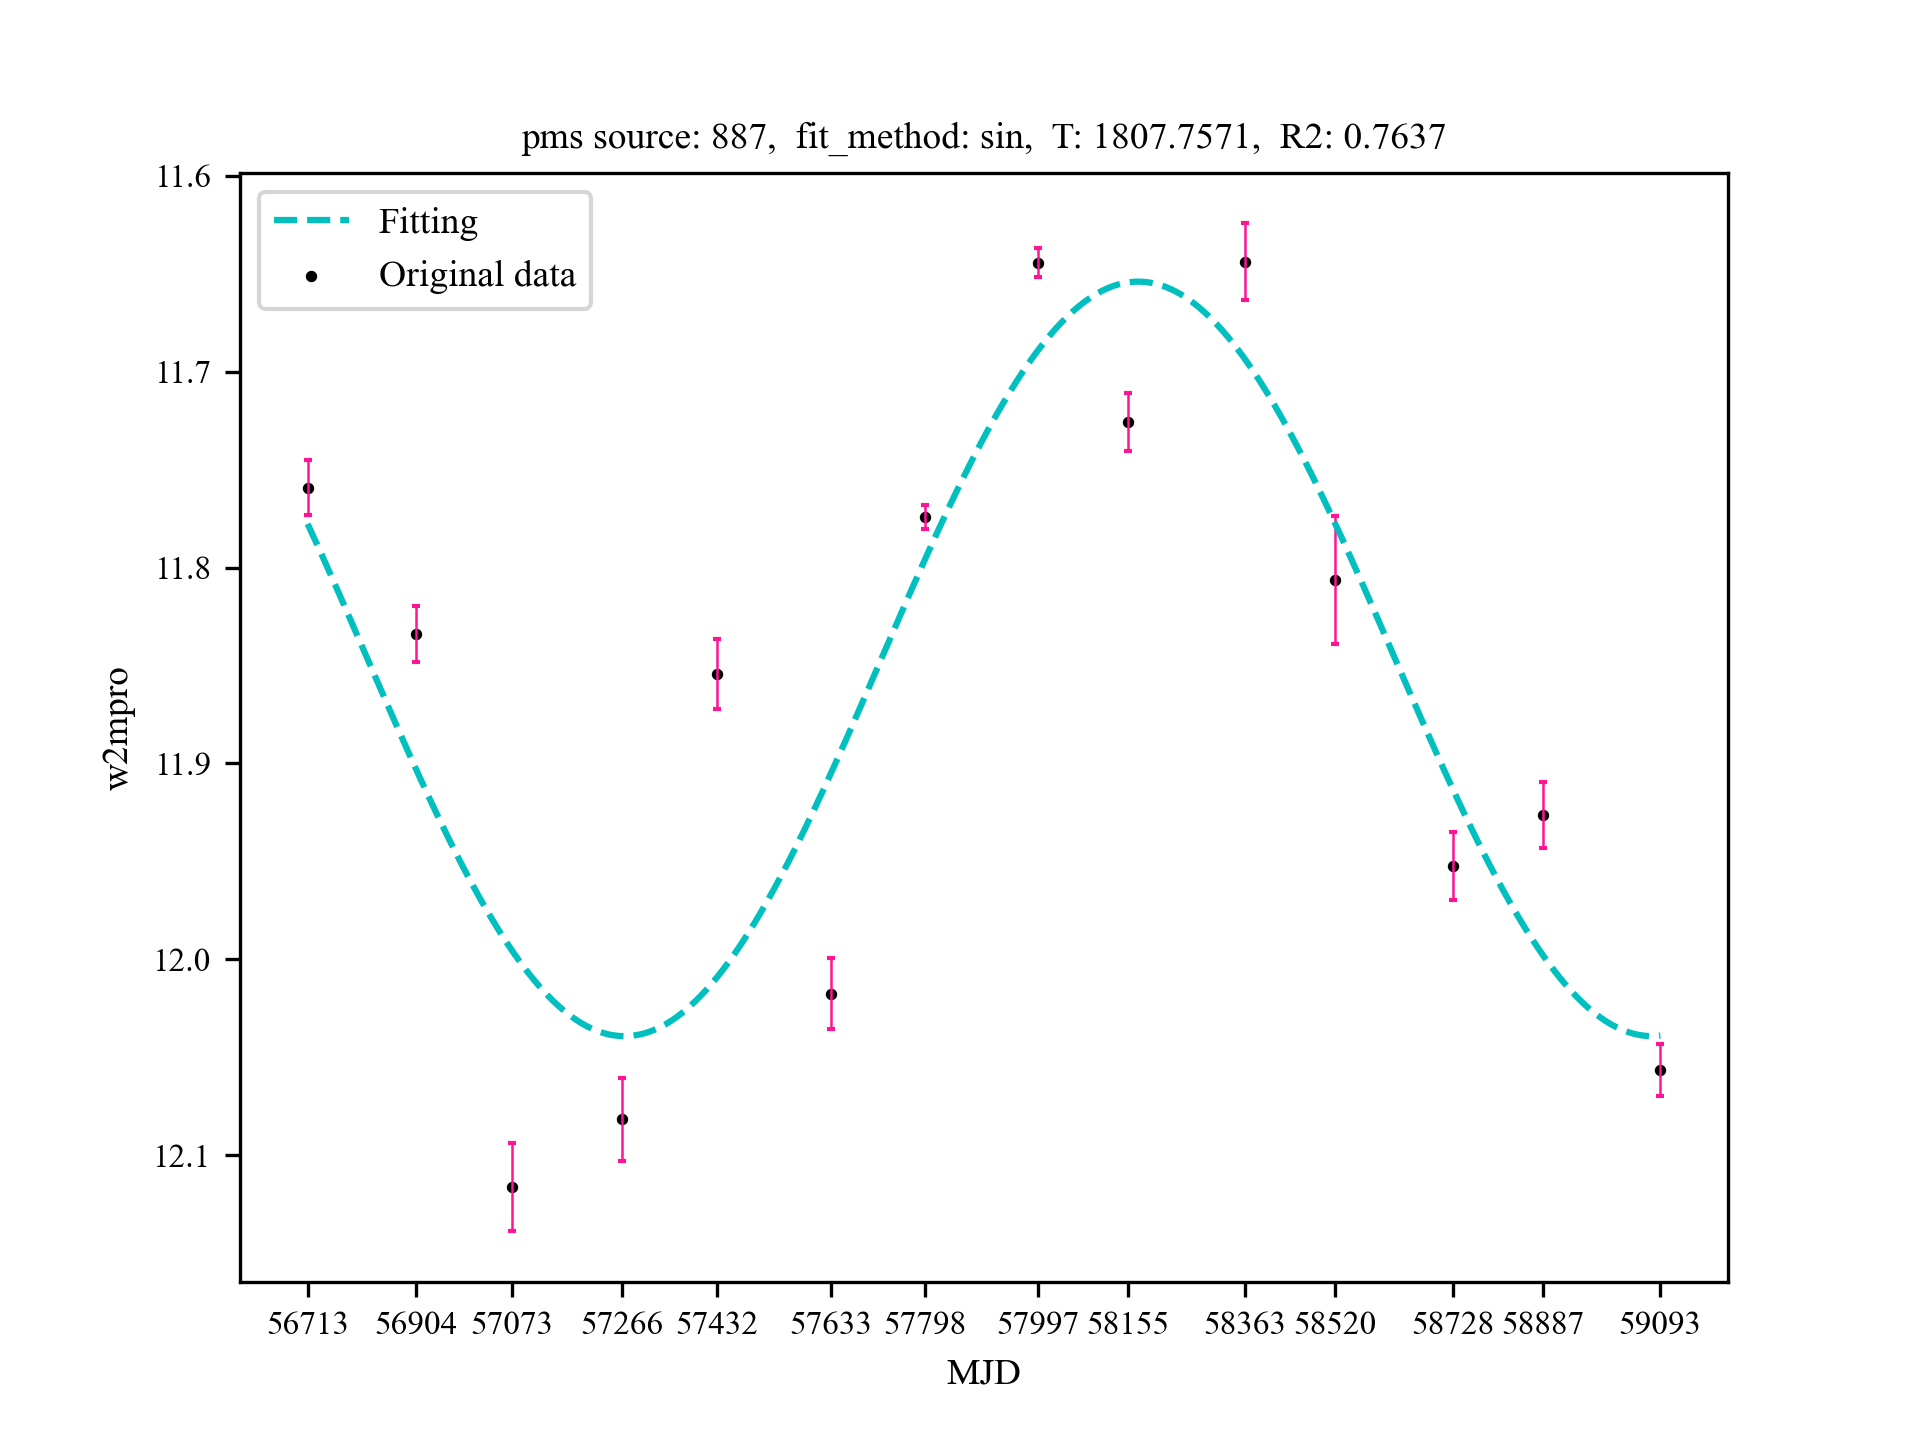 pms source: 887,  fit_method: sin,  T: 1807.7571,  R2: 0.7637
Fitting
Original data
11.6
11.7
11.8
11.9
12.0
12.1
w2mpro
56713 56904 57073 57266 57432 57633 57798 57997 58155 58363 58520 58728 58887 59093
MJD